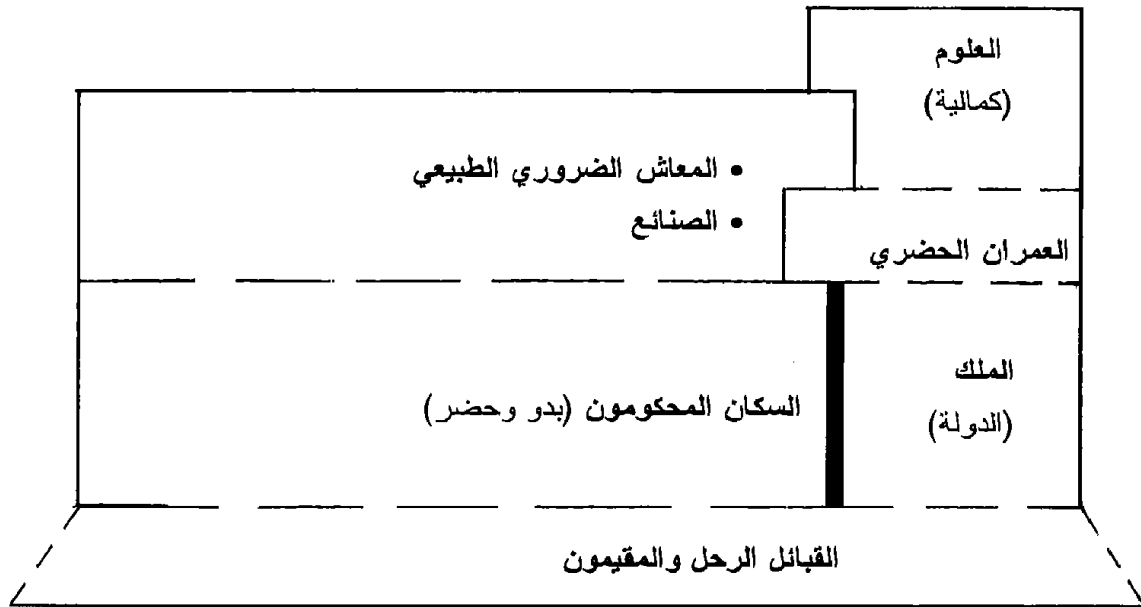 العلوم
(كمالية)
• المعاش الضروري الطبيعي
• الصنائع
العمران الحضري
الملك
(الدولة)
السكان المحكومون (بدو وحضر)
القبائل الرحل والمقيمون